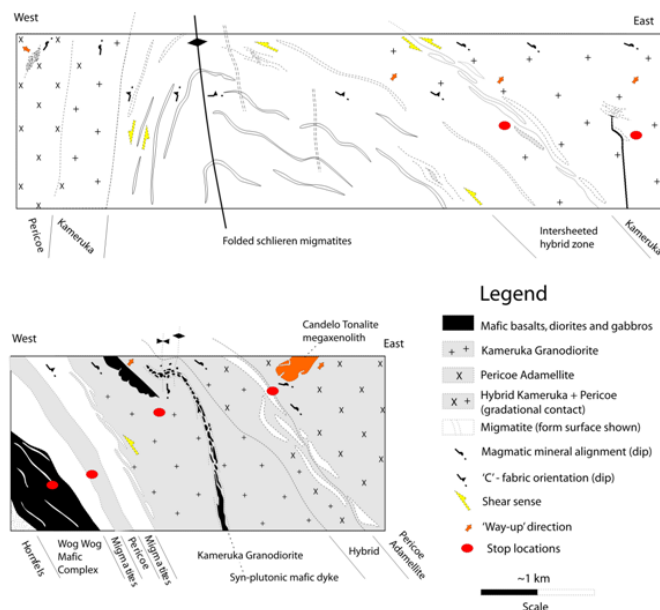 West
East
Pericoe
Kameruka
Folded schlieren migmatites
Intersheeted
hybrid zone
Kameruka
Candelo Tonalite
megaxenolith
West
East
Hornfels
Wog Wog
Mafic
Complex
Migmatites
Pericoe
Migmatites
Kameruka Granodiorite
Syn-plutonic mafic dyke
Hybrid
Pericoe
Adamellite
Legend
Mafic basalts, diorites and gabbros
+ + Kameruka Granodiorite
X Pericoe Adamellite
X + Hybrid Kameruka + Pericoe
(gradational contact)
Migmatite (form surface shown)
Magmatic mineral alignment (dip)
'C'- fabric orientation (dip)
Shear sense
'Way-up' direction
Stop locations
~1 km
Scale